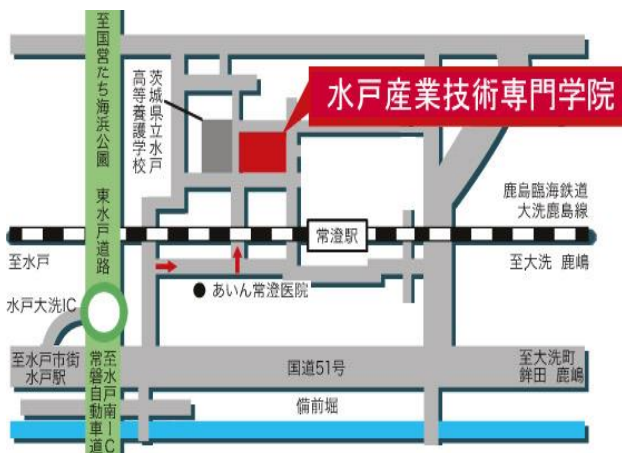 至国営ひたち海浜公園
東水戸道路
茨城県立水戸
高等養護学校
水戸産業技術専門学院
鹿島臨海鉄道
大洗鹿島線
常澄駅
至水戸
至大洗 鹿嶋
あいん常澄医院
水戸大洗IC
至水戸市街
水戸駅
国道51号
至大洗町
鉾田 鹿嶋
至水戸南IC
常磐自動車道
備前堀